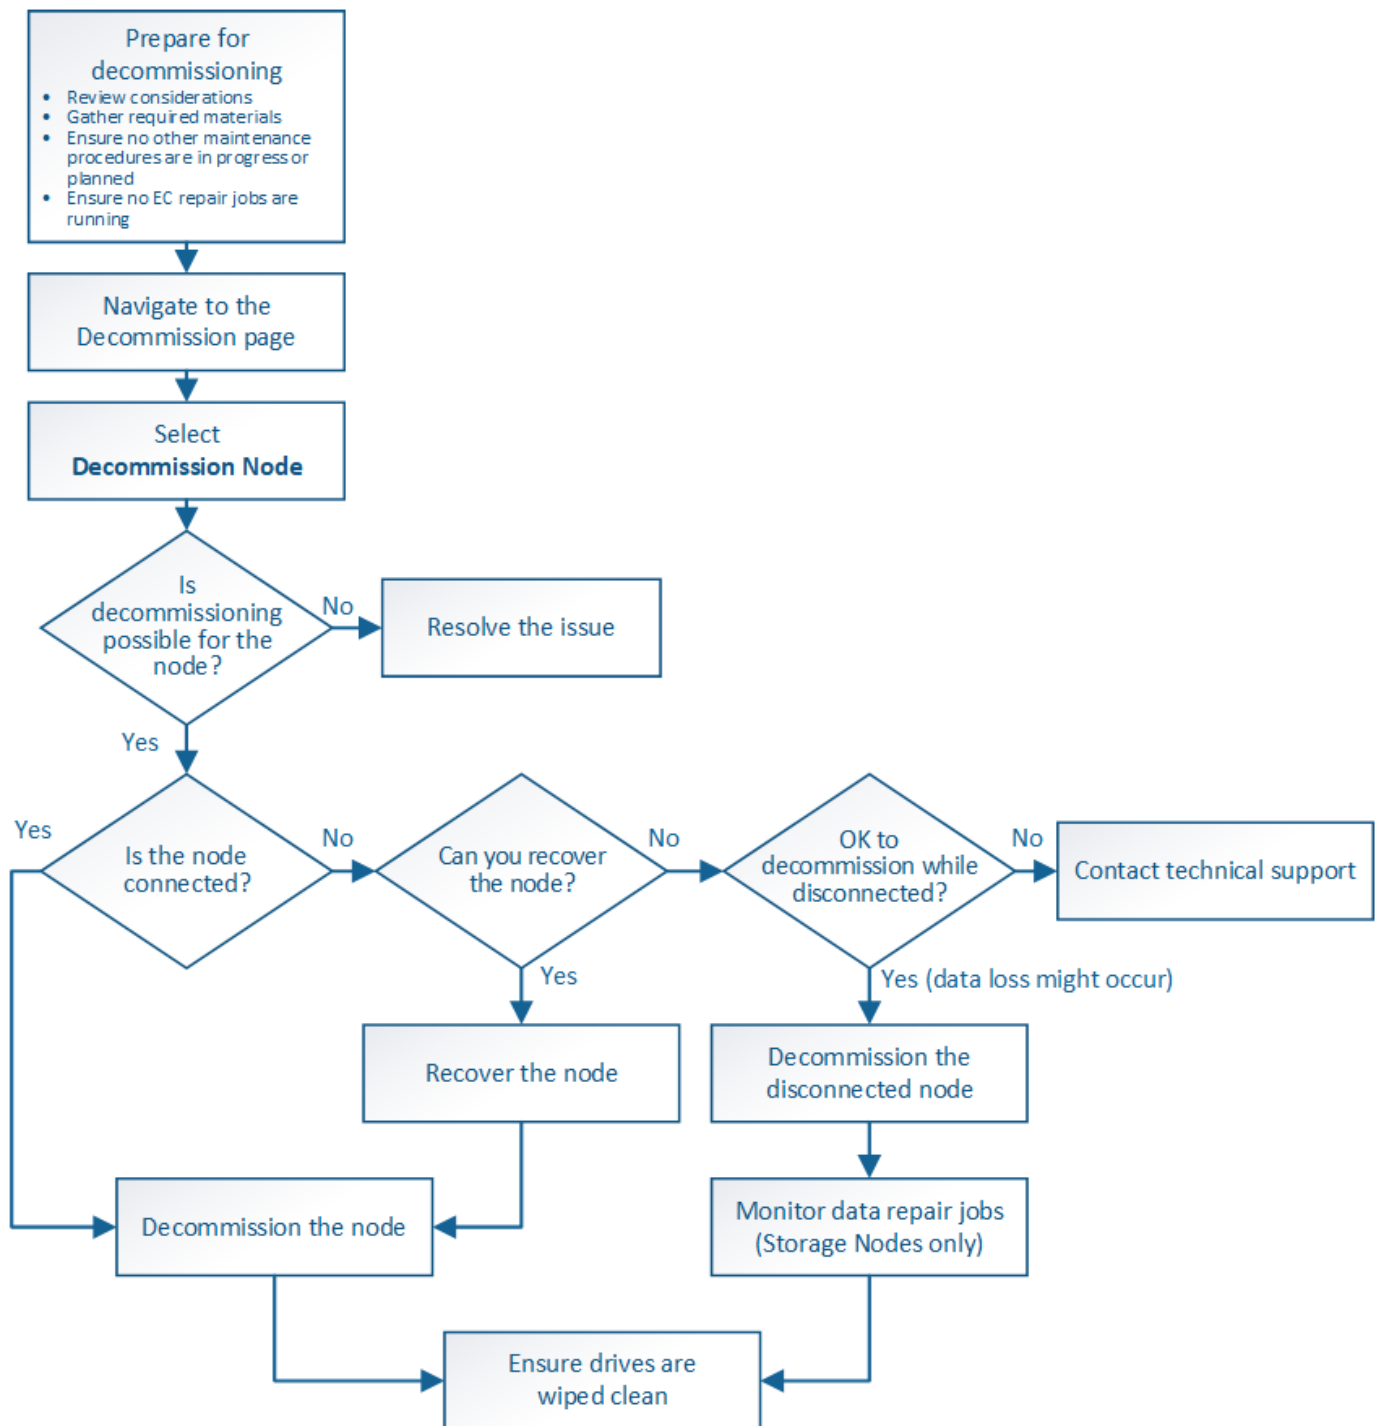 Prepare for
decommissioning
• Review considerations
• Gather required materials
• Ensure no other maintenance
procedures are in progress or
planned
• Ensure no EC repair jobs are
running
Navigate to the
Decommission page
Select
Decommission Node
Is
decommissioning
possible for the
node?
No
Resolve the issue
Yes
Yes
Is the node
connected?
No
Can you recover
the node?
No
OK to
decommission while
disconnected?
No
Contact technical support
Yes
Yes (data loss might occur)
Recover the node
Decommission the
disconnected node
Decommission the node
Monitor data repair jobs
(Storage Nodes only)
Ensure drives are
wiped clean